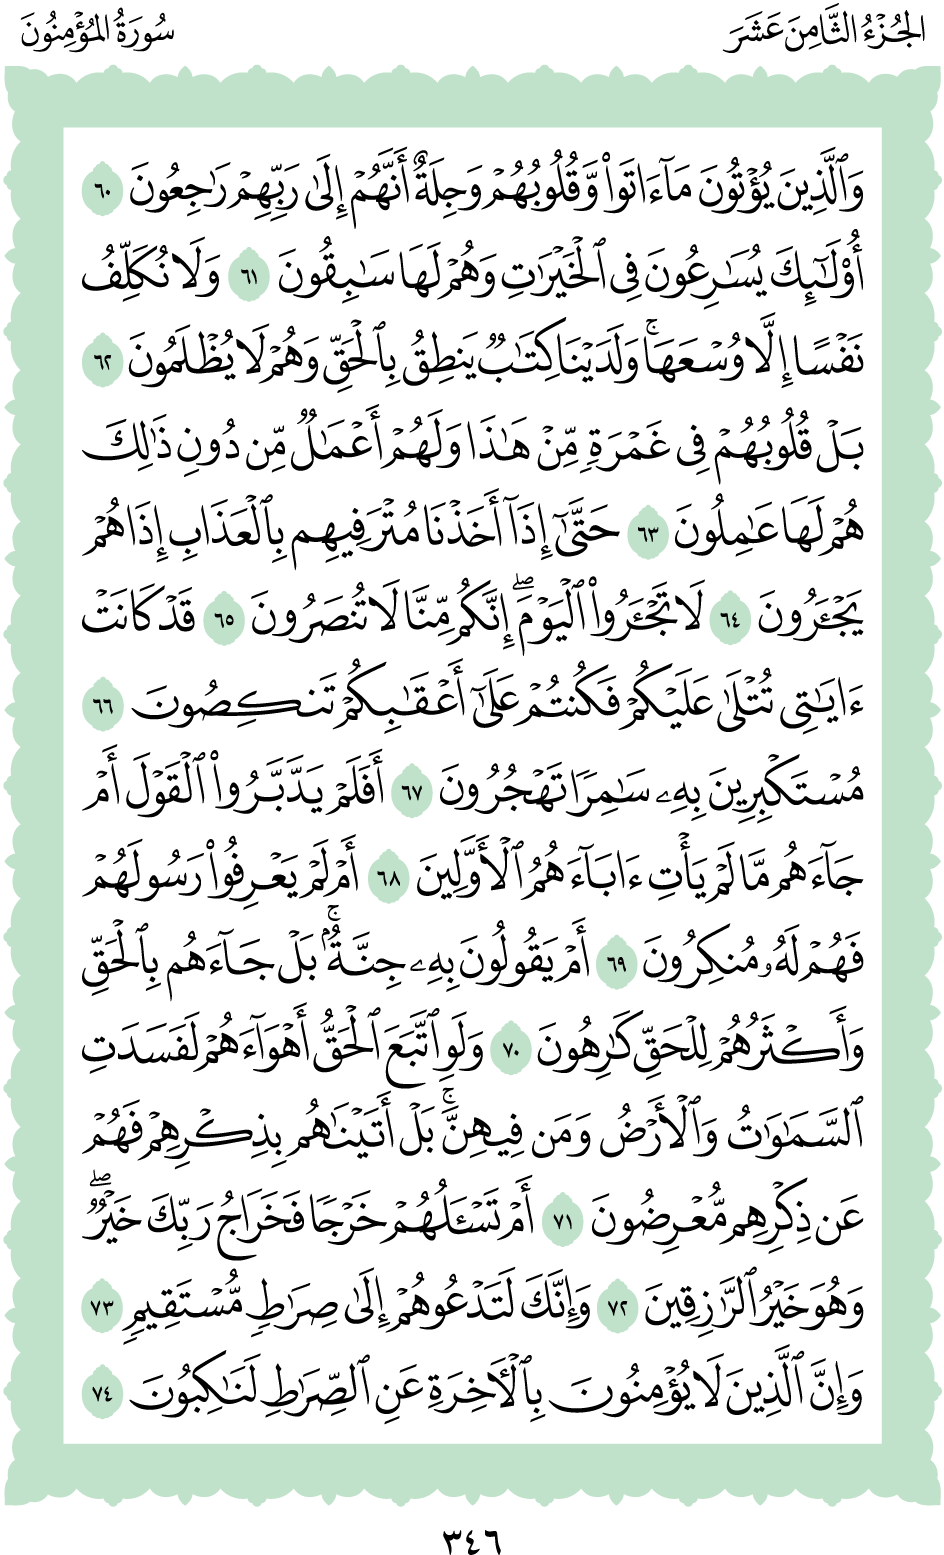 الجُزْءُ الثَّامِنَ عَشَرَ
سُورَةُ المُؤْمِنُونَ
وَٱلَّذِينَ يُؤْتُونَ مَآ ءَاتَوا۟ وَّقُلُوبُهُمْ وَجِلَةٌ أَنَّهُمْ إِلَىٰ رَبِّهِمْ رَٰجِعُونَ ٦٠
أُو۟لَـٰٓئِكَ يُسَـٰرِعُونَ فِى ٱلْخَيْرَٰتِ وَهُمْ لَهَا سَـٰبِقُونَ ٦١ وَلَا نُكَلِّفُ
نَفْسًا إِلَّا وُسْعَهَا ۚ وَلَدَيْنَا كِتَـٰبٌ يَنطِقُ بِٱلْحَقِّ وَهُمْ لَا يُظْلَمُونَ ٦٢
بَلْ قُلُوبُهُمْ فِى غَمْرَةٍ مِّنْ هَـٰذَا وَلَهُمْ أَعْمَـٰلٌ مِّن دُونِ ذَٰلِكَ
هُمْ لَهَا عَـٰمِلُونَ ٦٣ حَتَّىٰٓ إِذَآ أَخَذْنَا مُتْرَفِيهِم بِٱلْعَذَابِ إِذَا هُمْ
يَجْـَٔرُونَ ٦٤ لَا تَجْـَٔرُوا۟ ٱلْيَوْمَ ۖ إِنَّكُم مِّنَّا لَا تُنصَرُونَ ٦٥ قَدْ كَانَتْ
ءَايَـٰتِى تُتْلَىٰ عَلَيْكُمْ فَكُنتُمْ عَلَىٰٓ أَعْقَـٰبِكُمْ تَنكِصُونَ ٦٦
مُسْتَكْبِرِينَ بِهِۦ سَـٰمِرًا تَهْجُرُونَ ٦٧ أَفَلَمْ يَدَّبَّرُوا۟ ٱلْقَوْلَ أَمْ
جَآءَهُم مَّا لَمْ يَأْتِ ءَابَآءَهُمُ ٱلْأَوَّلِينَ ٦٨ أَمْ لَمْ يَعْرِفُوا۟ رَسُولَهُمْ
فَهُمْ لَهُۥ مُنكِرُونَ ٦٩ أَمْ يَقُولُونَ بِهِۦ جِنَّةٌۢ ۚ بَلْ جَآءَهُم بِٱلْحَقِّ
وَأَكْثَرُهُمْ لِلْحَقِّ كَـٰرِهُونَ ٧٠ وَلَوِ ٱتَّبَعَ ٱلْحَقُّ أَهْوَآءَهُمْ لَفَسَدَتِ
ٱلسَّمَـٰوَٰتُ وَٱلْأَرْضُ وَمَن فِيهِنَّ ۚ بَلْ أَتَيْنَـٰهُم بِذِكْرِهِمْ فَهُمْ
عَن ذِكْرِهِم مُّعْرِضُونَ ٧١ أَمْ تَسْـَٔلُهُمْ خَرْجًا فَخَرَاجُ رَبِّكَ خَيْرٌ ۖ
وَهُوَ خَيْرُ ٱلرَّٰزِقِينَ ٧٢ وَإِنَّكَ لَتَدْعُوهُمْ إِلَىٰ صِرَٰطٍ مُّسْتَقِيمٍ ٧٣
وَإِنَّ ٱلَّذِينَ لَا يُؤْمِنُونَ بِٱلْـَٔاخِرَةِ عَنِ ٱلصِّرَٰطِ لَنَـٰكِبُونَ ٧٤
٣٤٦